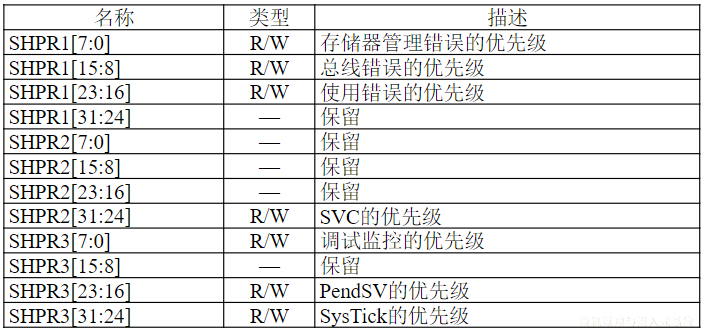 名称 类型 描述
SHPR1[7:0] R/W 存储器管理错误的优先级
SHPR1[15:8] R/W 总线错误的优先级
SHPR1[23:16] R/W 使用错误的优先级
SHPR1[31:24] — 保留
SHPR2[7:0] — 保留
SHPR2[15:8] — 保留
SHPR2[23:16] — 保留
SHPR2[31:24] R/W SVC的优先级
SHPR3[7:0] R/W 调试监控的优先级
SHPR3[15:8] — 保留
SHPR3[23:16] R/W PendSV的优先级
SHPR3[31:24] R/W SysTick的优先级